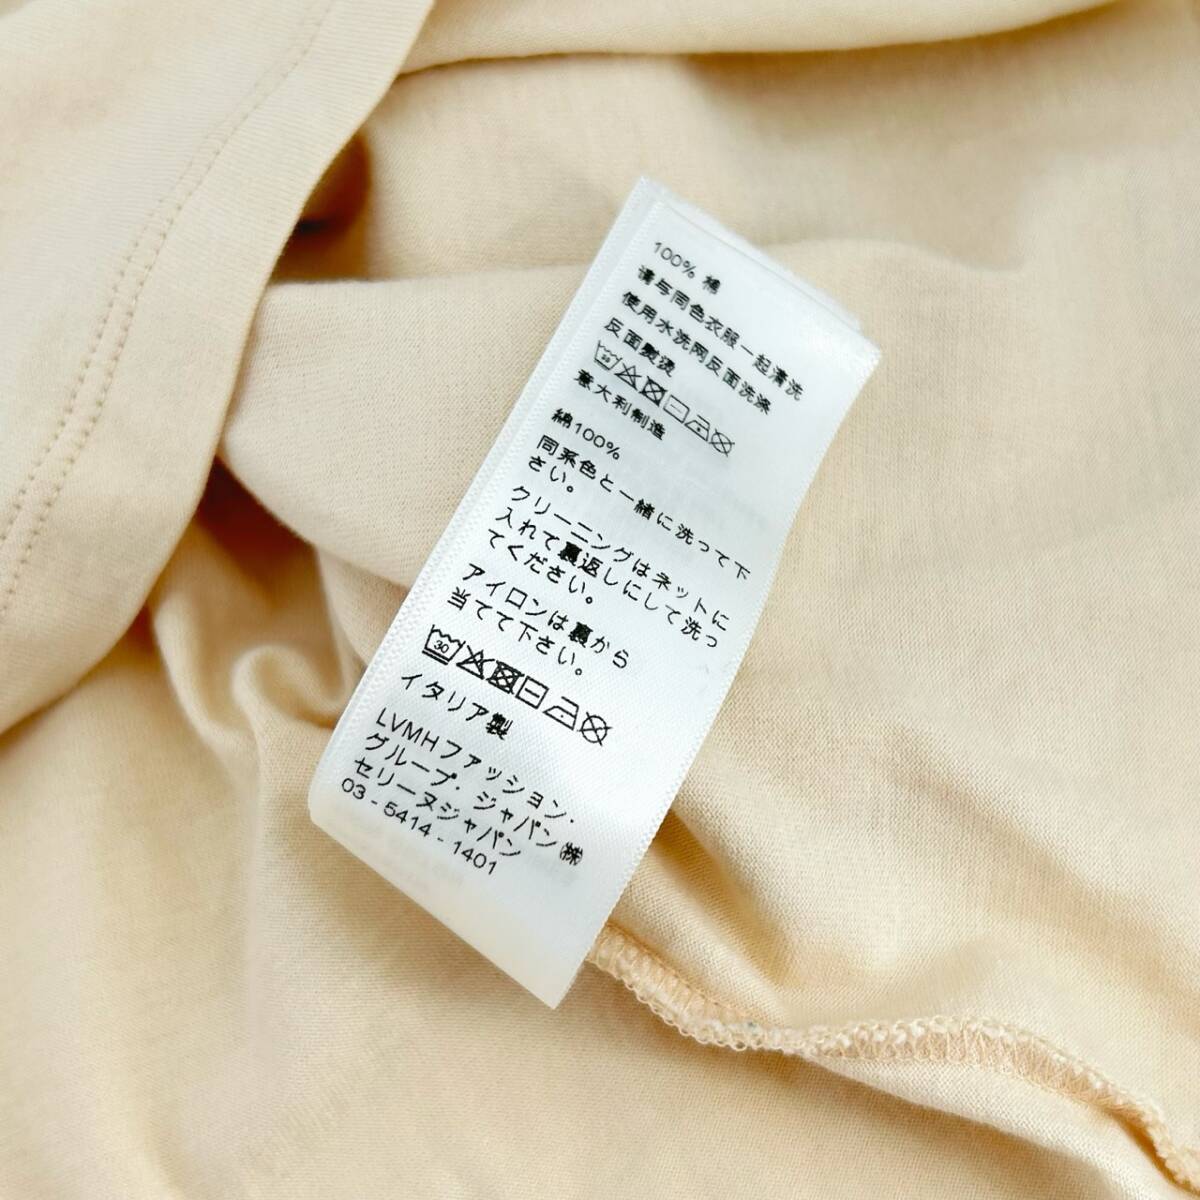 100% 棉
请与同色衣服一起清洗
使用水洗网反面洗涤
反面熨烫
30
意大利制造
綿100%
同系色と一緒に洗って下
さい。
クリーニングはネットに
入れて裏返しにして洗っ
てください。
アイロンは裏から
当てて下さい。
30
イタリア製
LVMHファッション.
グループ. ジャパン㈱
セリーヌジャパン
03 - 5414 - 1401